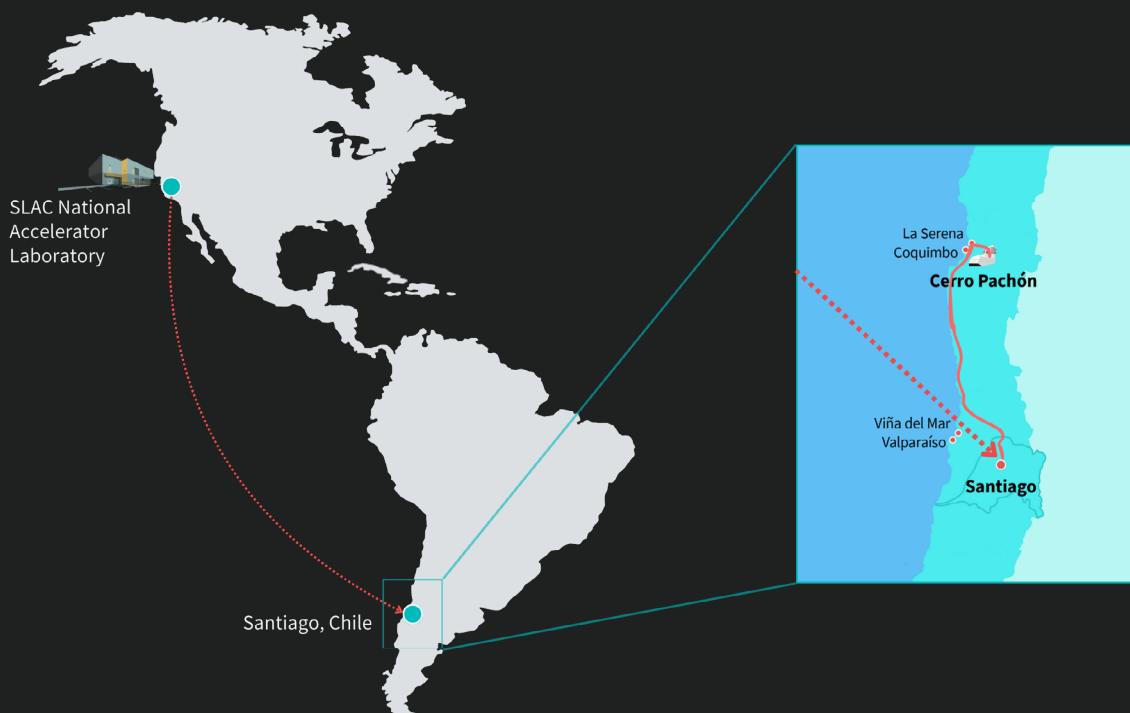 SLAC National
Accelerator
Laboratory
Santiago, Chile
La Serena
Coquimbo
Cerro Pachón
Viña del Mar
Valparaíso
Santiago